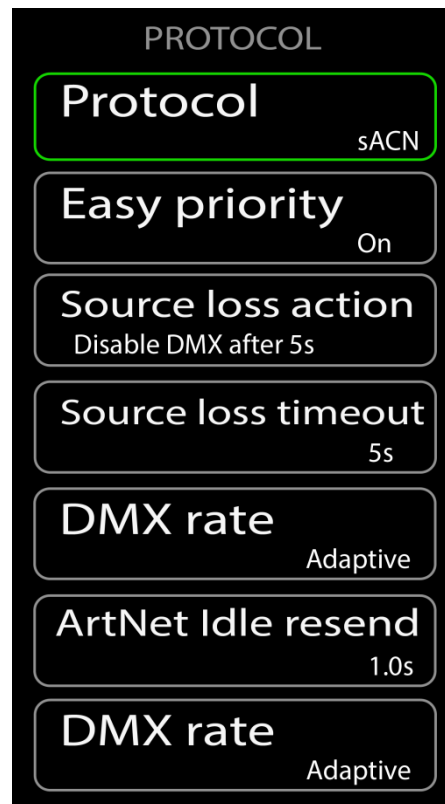 PROTOCOL
Protocol
sACN
Easy priority
On
Source loss action
Disable DMX after 5s
Source loss timeout
5s
DMX rate
Adaptive
ArtNet Idle resend
1.0s
DMX rate
Adaptive